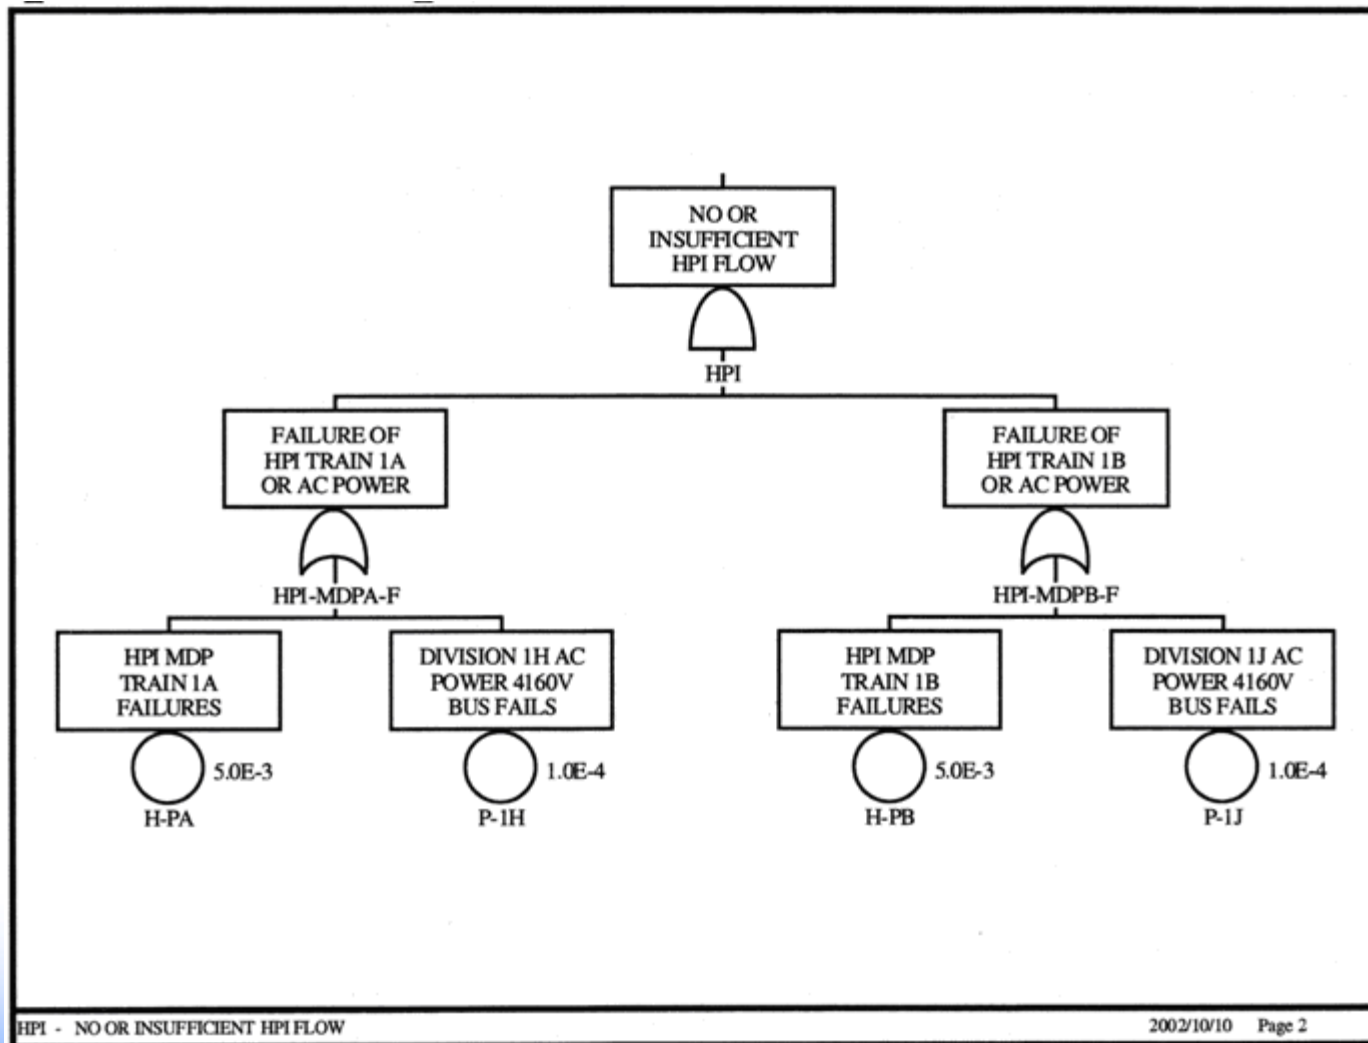 NO OR
INSUFFICIENT
HPI FLOW
HPI
FAILURE OF
HPI TRAIN 1A
OR AC POWER
FAILURE OF
HPI TRAIN 1B
OR AC POWER
HPI-MDPA-F
HPI-MDPB-F
HPI MDP
TRAIN 1A
FAILURES
DIVISION 1H AC
POWER 4160V
BUS FAILS
HPI MDP
TRAIN 1B
FAILURES
DIVISION 1J AC
POWER 4160V
BUS FAILS
5.0E-3
1.0E-4
5.0E-3
1.0E-4
H-PA
P-1H
H-PB
P-1J
HPI - NO OR INSUFFICIENT HPI FLOW
2002/10/10 Page 2